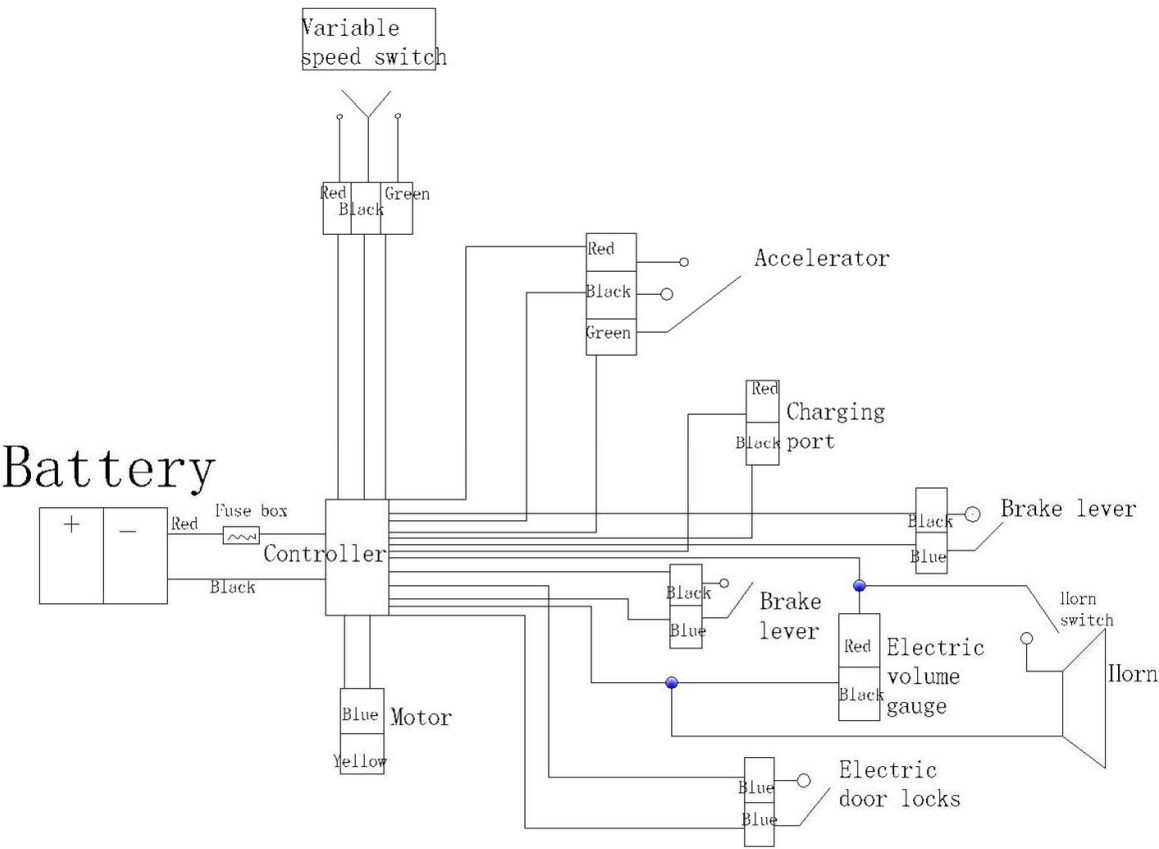 Variable
speed switch
Red
Black
Green
Red
Black
Green
Accelerator
Red
Black
Charging
port
Battery
+
−
Red
Fuse box
Controller
Black
Black
Blue
Brake lever
Black
Blue
Brake
lever
Horn
switch
Red
Black
Electric
volume
gauge
Horn
Blue
Yellow
Motor
Blue
Blue
Electric
door locks